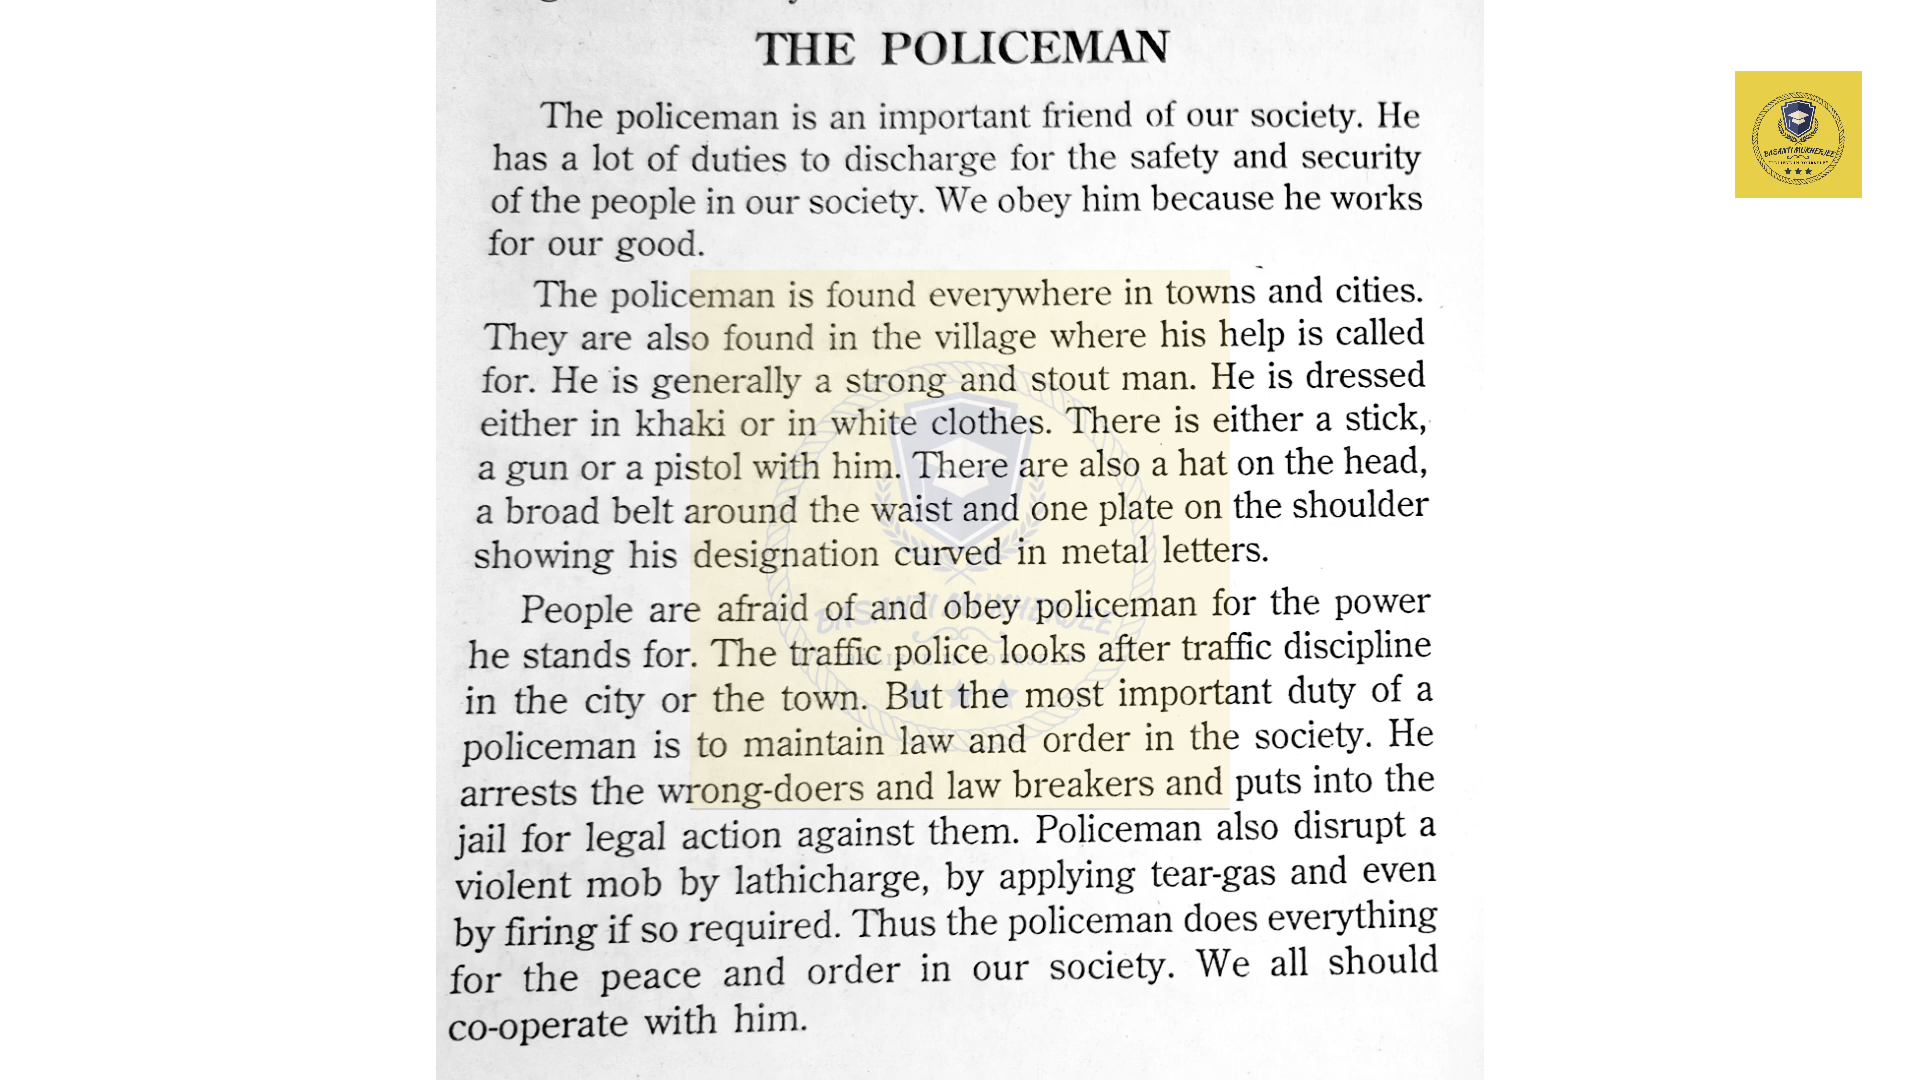 THE POLICEMAN
The policeman is an important friend of our society. He
has a lot of duties to discharge for the safety and security
of the people in our society. We obey him because he works
for our good.
The policeman is found everywhere in towns and cities.
They are also found in the village where his help is called
for. He is generally a strong and stout man. He is dressed
either in khaki or in white clothes. There is either a stick,
a gun or a pistol with him. There are also a hat on the head,
a broad belt around the waist and one plate on the shoulder
showing his designation curved in metal letters.
People are afraid of and obey policeman for the power
he stands for. The traffic police looks after traffic discipline
in the city or the town. But the most important duty of a
policeman is to maintain law and order in the society. He
arrests the wrong-doers and law breakers and puts into the
jail for legal action against them. Policeman also disrupt a
violent mob by lathicharge, by applying tear-gas and even
by firing if so required. Thus the policeman does everything
for the peace and order in our society. We all should
co-operate with him.
BASANTI MUKHERJEE
BASANTI MUKHERJEE